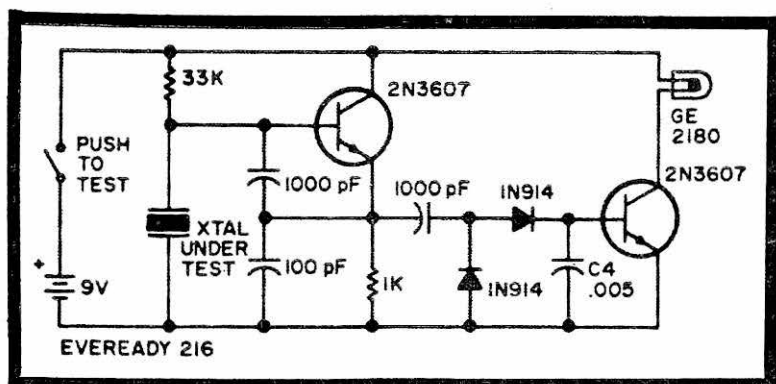 33K
2N3607
GE
2180
PUSH
TO
TEST
2N3607
1000 pF
1000 pF
1N914
XTAL
UNDER
TEST
100 pF
1K
1N914
C4
.005
+
9V
EVEREADY 216